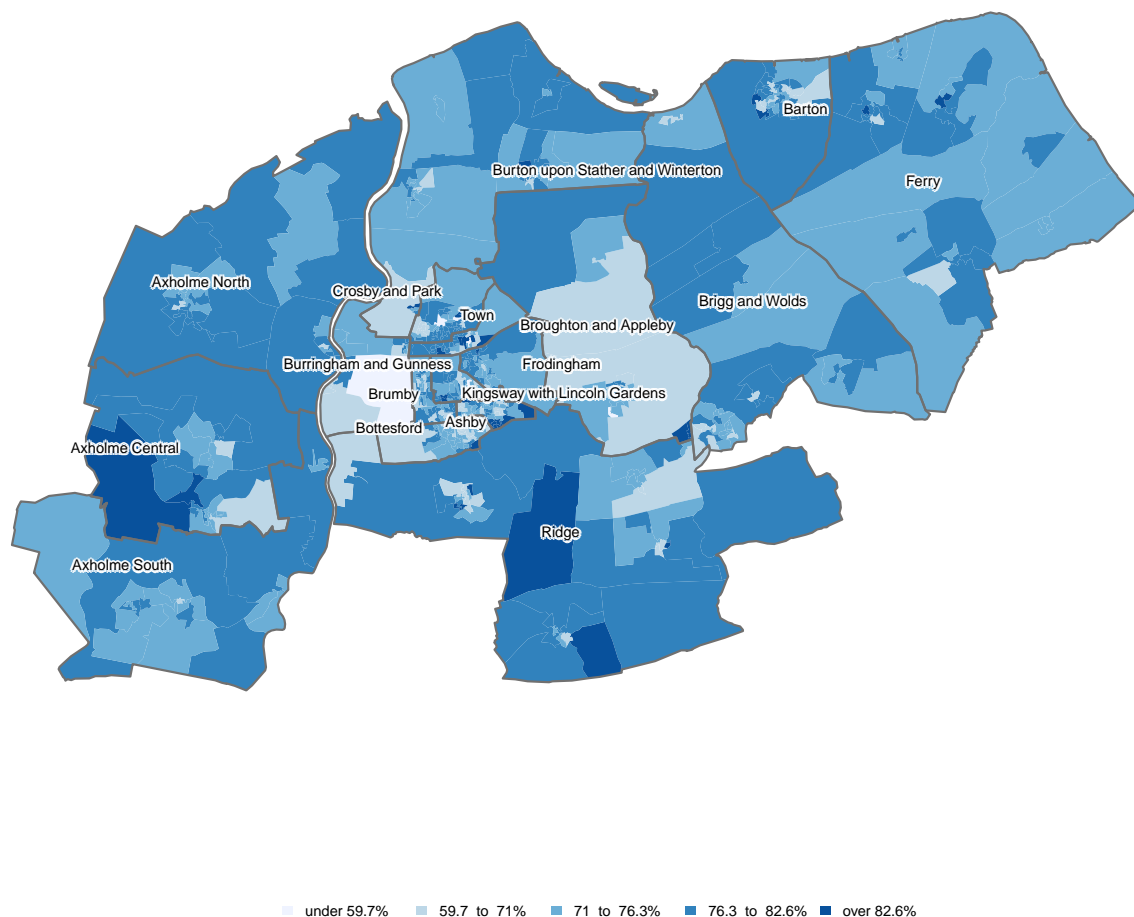 Barton
Burton upon Stather and Winterton
Ferry
Axholme North
Crosby and Park
Brigg and Wolds
Town
Broughton and Appleby
Burringham and Gunness
Frodingham
Brumby
Kingsway with Lincoln Gardens
Bottesford
Ashby
Axholme Central
Ridge
Axholme South
under 59.7%
59.7 to 71%
71 to 76.3%
76.3 to 82.6%
over 82.6%